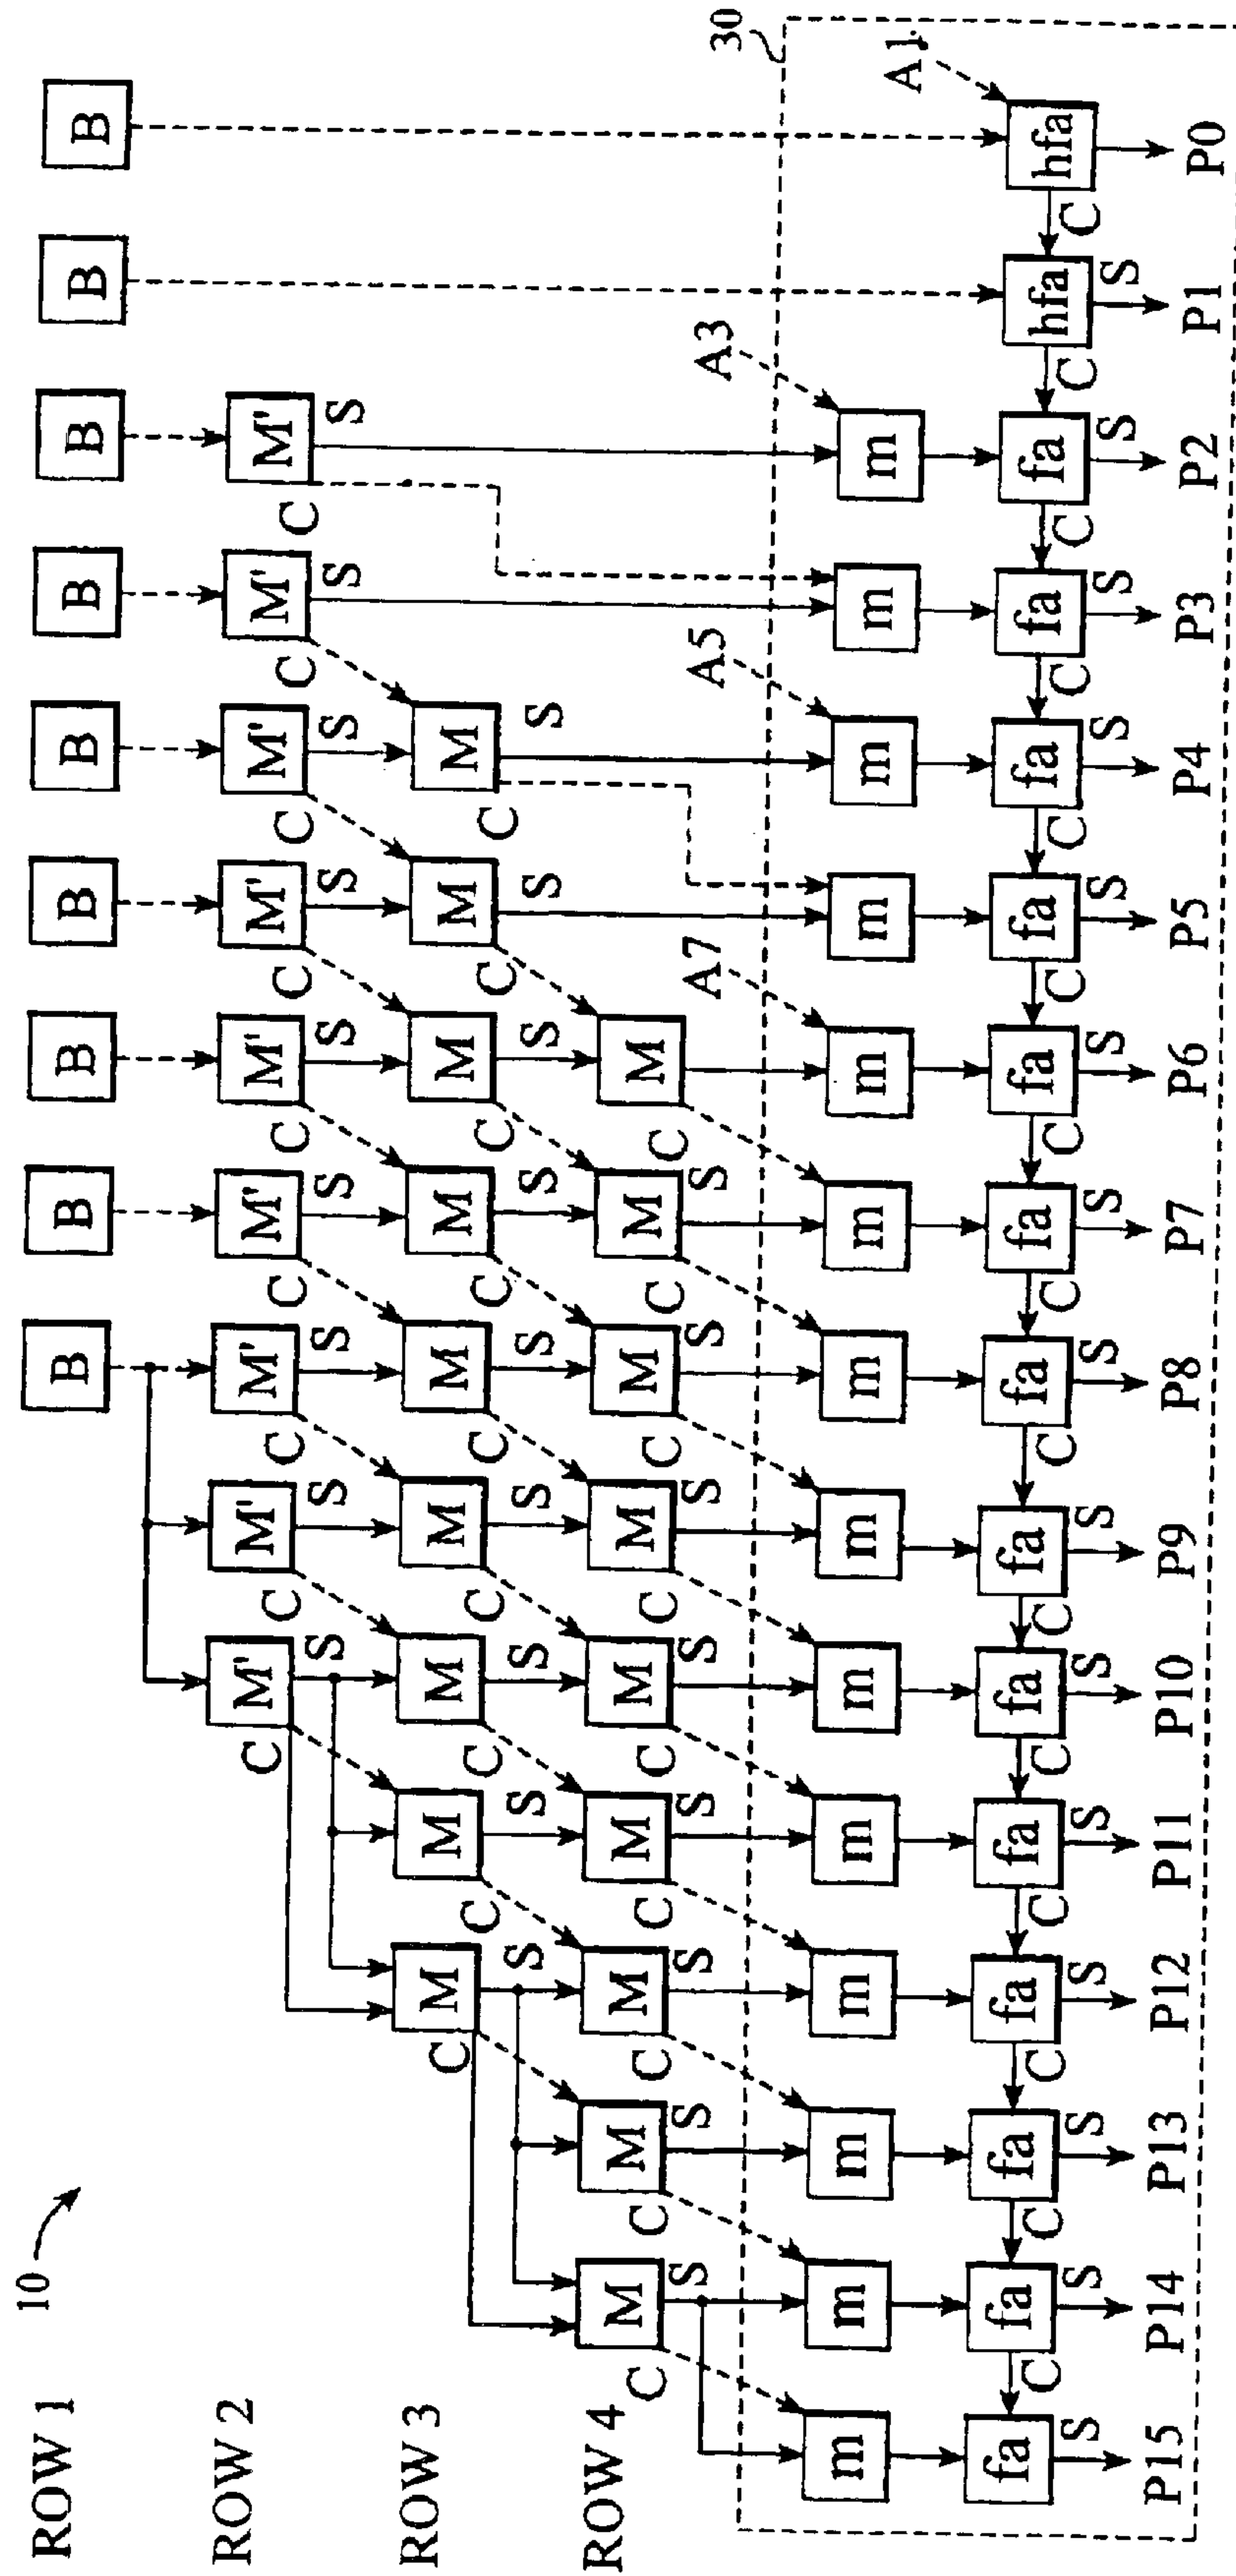 10
ROW 1 B B B B B B B B B
ROW 2 M' M' M' M' M' M' M' M' M'
C S C S C S C S C S C S C S C S C S
ROW 3 M M M M M M M M M
C S C S C S C S C S C S C S C S C S
ROW 4 M M M M M M M M M
C S C S C S C S C S C S C S C S C
30
A7 A5 A3 A1
m m m m m m m m m m m m m m
fa fa fa fa fa fa fa fa fa fa fa fa fa fa hfa hfa
C C C C C C C C C C C C C C C
S S S S S S S S S S S S S S S
P15 P14 P13 P12 P11 P10 P9 P8 P7 P6 P5 P4 P3 P2 P1 P0